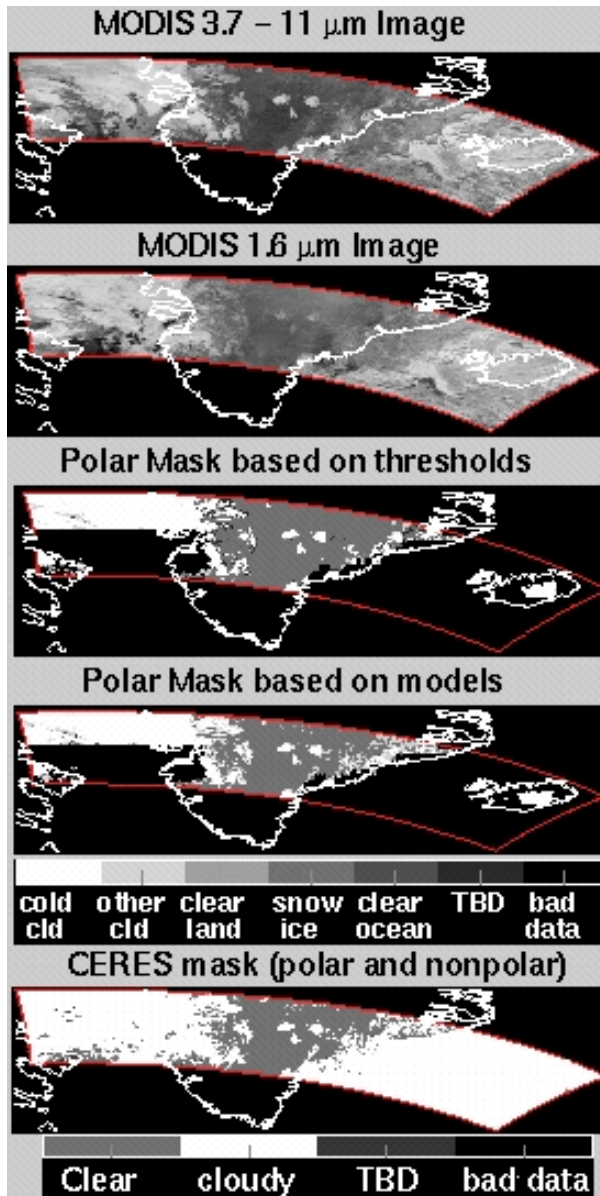 MODIS 3.7 – 11 μm Image
MODIS 1.6 μm Image
Polar Mask based on thresholds
Polar Mask based on models
cold cld other cld clear land snow ice clear ocean TBD bad data
CERES mask (polar and nonpolar)
Clear cloudy TBD bad data